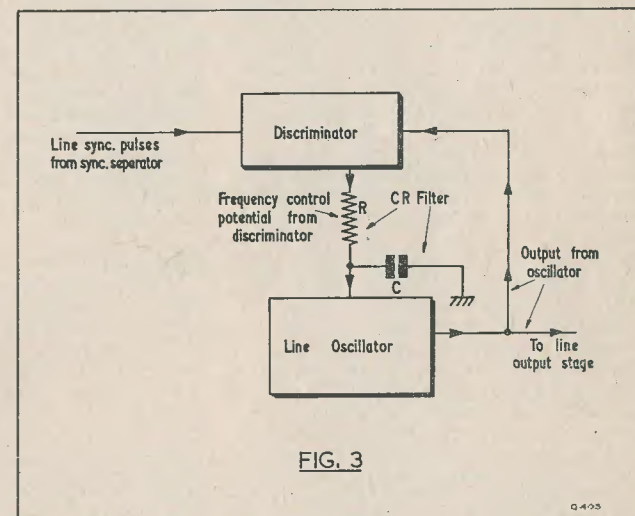 Discriminator
Line sync. pulses
from sync. seperator
Frequency control
potential from
discriminator
R
CR Filter
C
Output from
oscillator
Line Oscillator
To line
output stage
FIG. 3